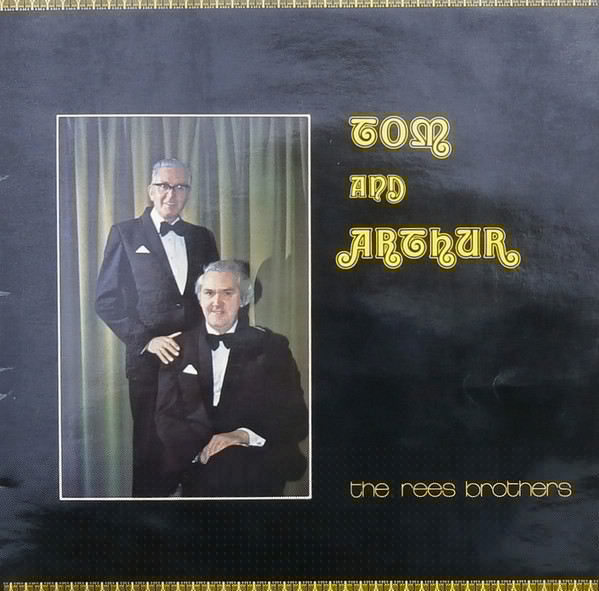 TOM
AND
ARTHUR
the rees brothers